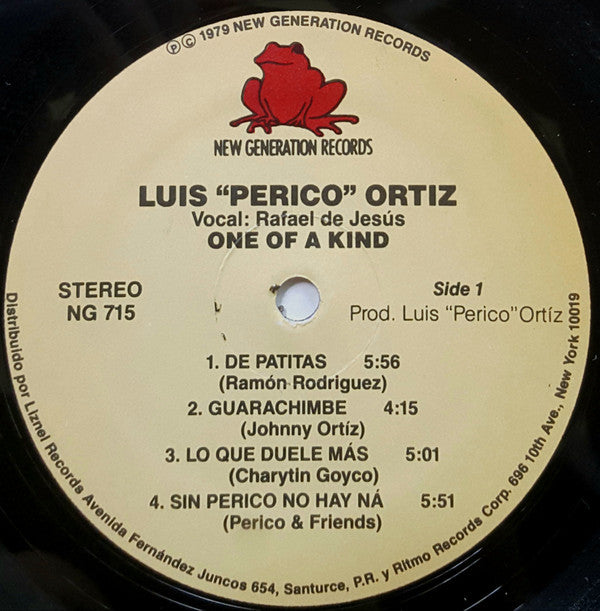 ℗ © 1979 NEW GENERATION RECORDS
NEW GENERATION RECORDS
LUIS “PERICO” ORTIZ
Vocal: Rafael de Jesús
ONE OF A KIND
STEREO
NG 715
Side 1
Prod. Luis “Perico”Ortíz
1. DE PATITAS 5:56
(Ramón Rodriguez)
2. GUARACHIMBE 4:15
(Johnny Ortíz)
3. LO QUE DUELE MÁS 5:01
(Charytin Goyco)
4. SIN PERICO NO HAY NÁ 5:51
(Perico & Friends)
Distribuido por Liznel Records Avenida Fernández Juncos 654, Santurce, P.R. y Ritmo Records Corp. 696 10th Ave., New York 10019